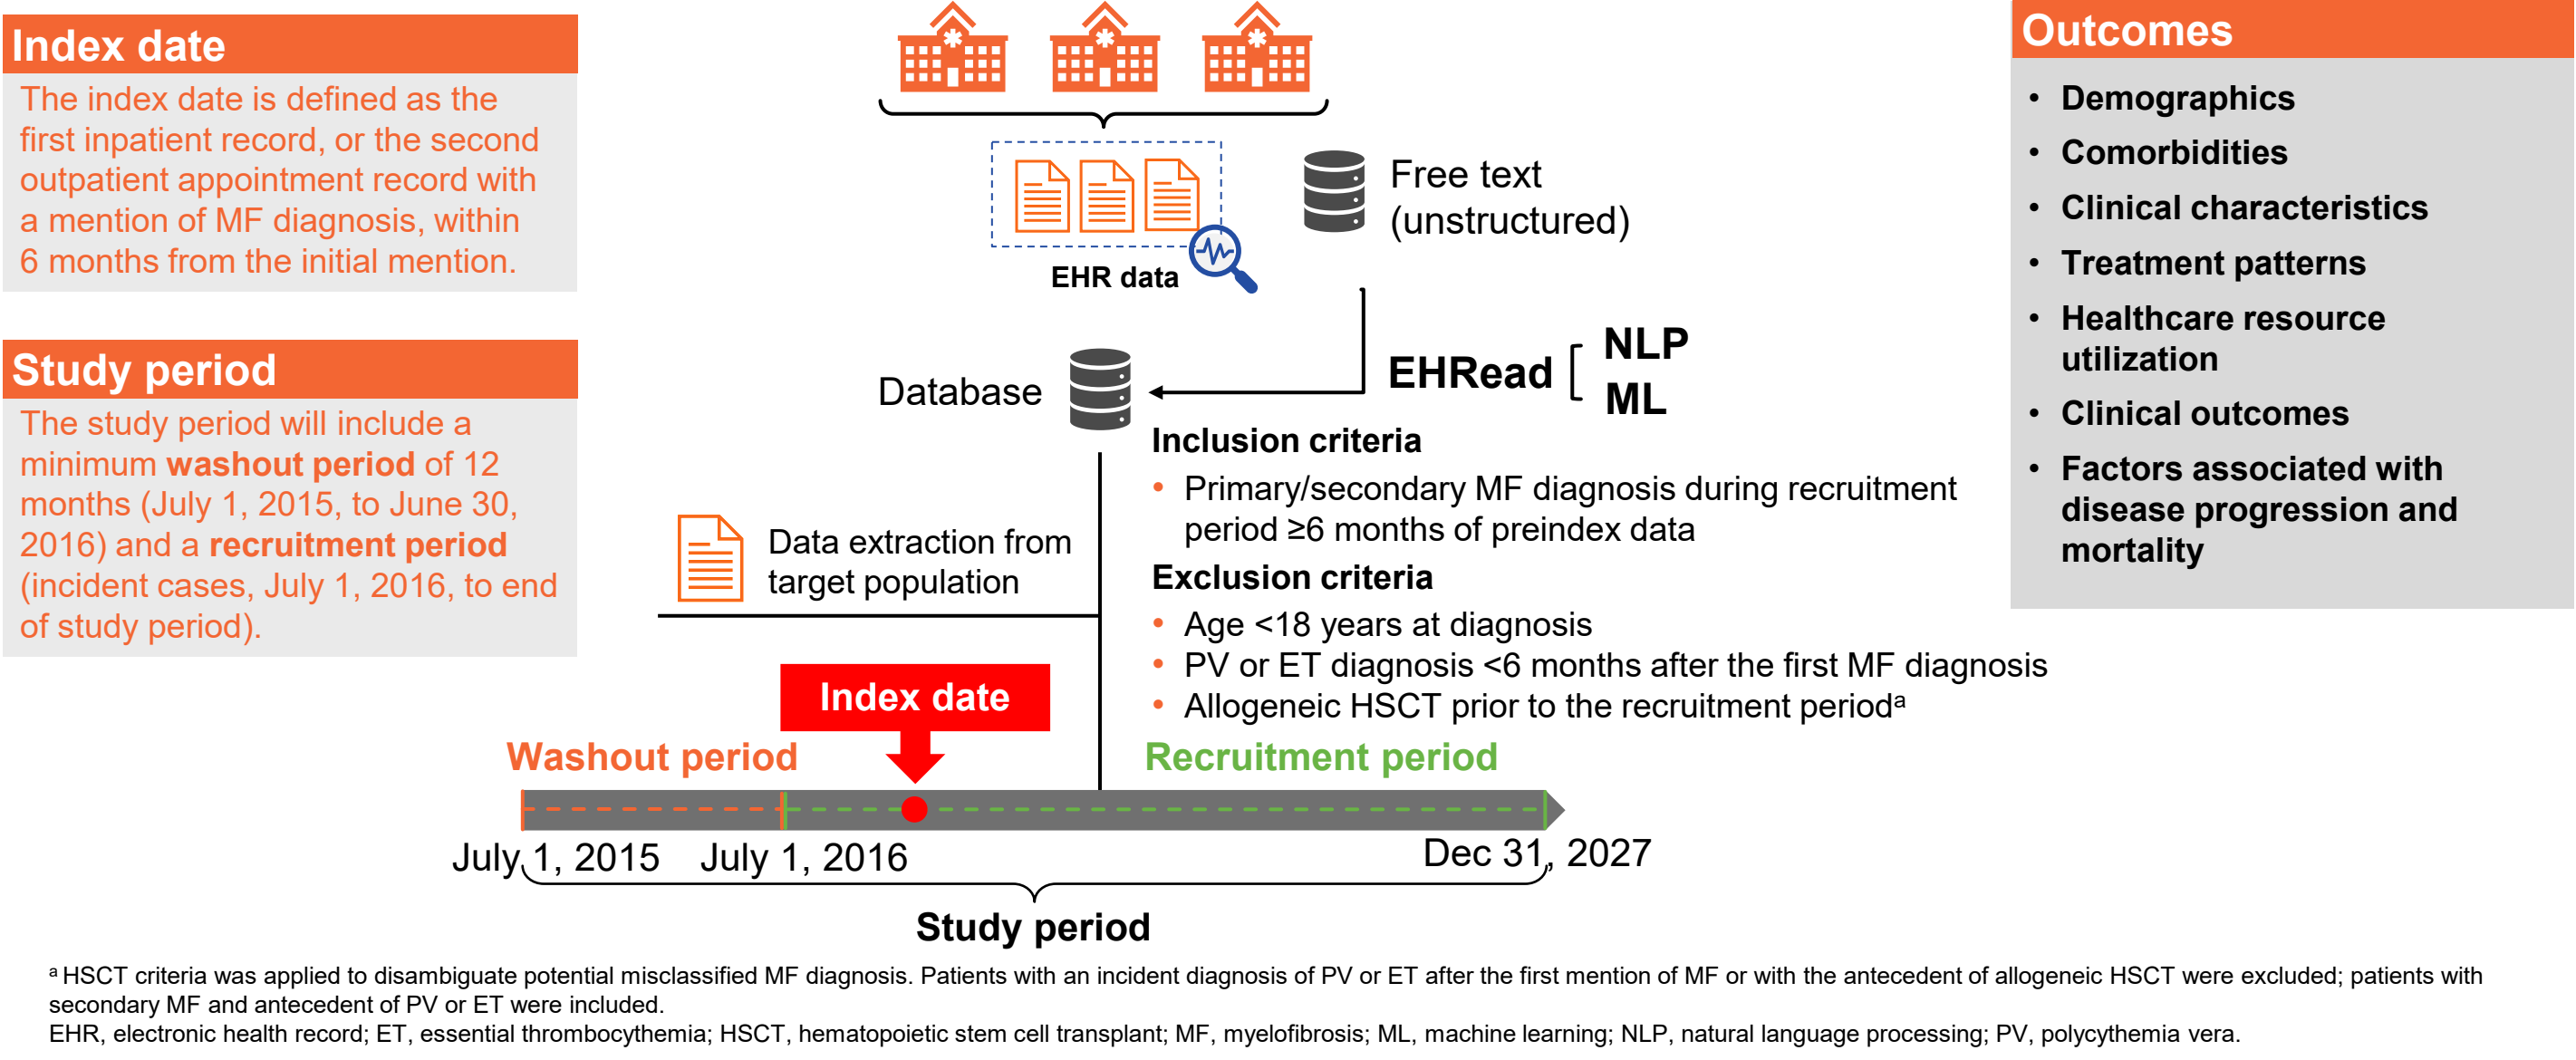 Index date
The index date is defined as the
first inpatient record, or the second
outpatient appointment record with
a mention of MF diagnosis, within
6 months from the initial mention.
Study period
The study period will include a
minimum washout period of 12
months (July 1, 2015, to June 30,
2016) and a recruitment period
(incident cases, July 1, 2016, to end
of study period).
EHR data
Free text
(unstructured)
Database
EHRead
NLP
ML
Data extraction from
target population
Inclusion criteria
• Primary/secondary MF diagnosis during recruitment
period ≥6 months of preindex data
Exclusion criteria
• Age <18 years at diagnosis
• PV or ET diagnosis <6 months after the first MF diagnosis
• Allogeneic HSCT prior to the recruitment periodᵃ
Outcomes
• Demographics
• Comorbidities
• Clinical characteristics
• Treatment patterns
• Healthcare resource
utilization
• Clinical outcomes
• Factors associated with
disease progression and
mortality
Index date
Washout period
Recruitment period
July 1, 2015
July 1, 2016
Dec 31, 2027
Study period
ᵃ HSCT criteria was applied to disambiguate potential misclassified MF diagnosis. Patients with an incident diagnosis of PV or ET after the first mention of MF or with the antecedent of allogeneic HSCT were excluded; patients with
secondary MF and antecedent of PV or ET were included.
EHR, electronic health record; ET, essential thrombocythemia; HSCT, hematopoietic stem cell transplant; MF, myelofibrosis; ML, machine learning; NLP, natural language processing; PV, polycythemia vera.